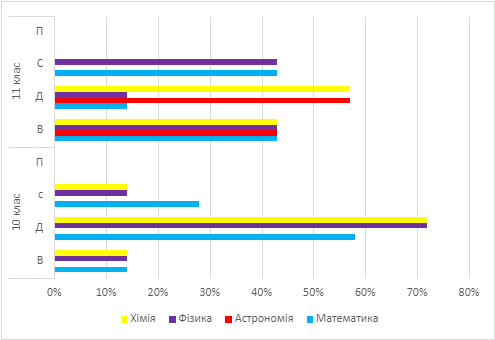 11 клас
П
С
Д
В
10 клас
П
с
Д
В
0% 10% 20% 30% 40% 50% 60% 70% 80%
Хімія Фізика Астрономія Математика